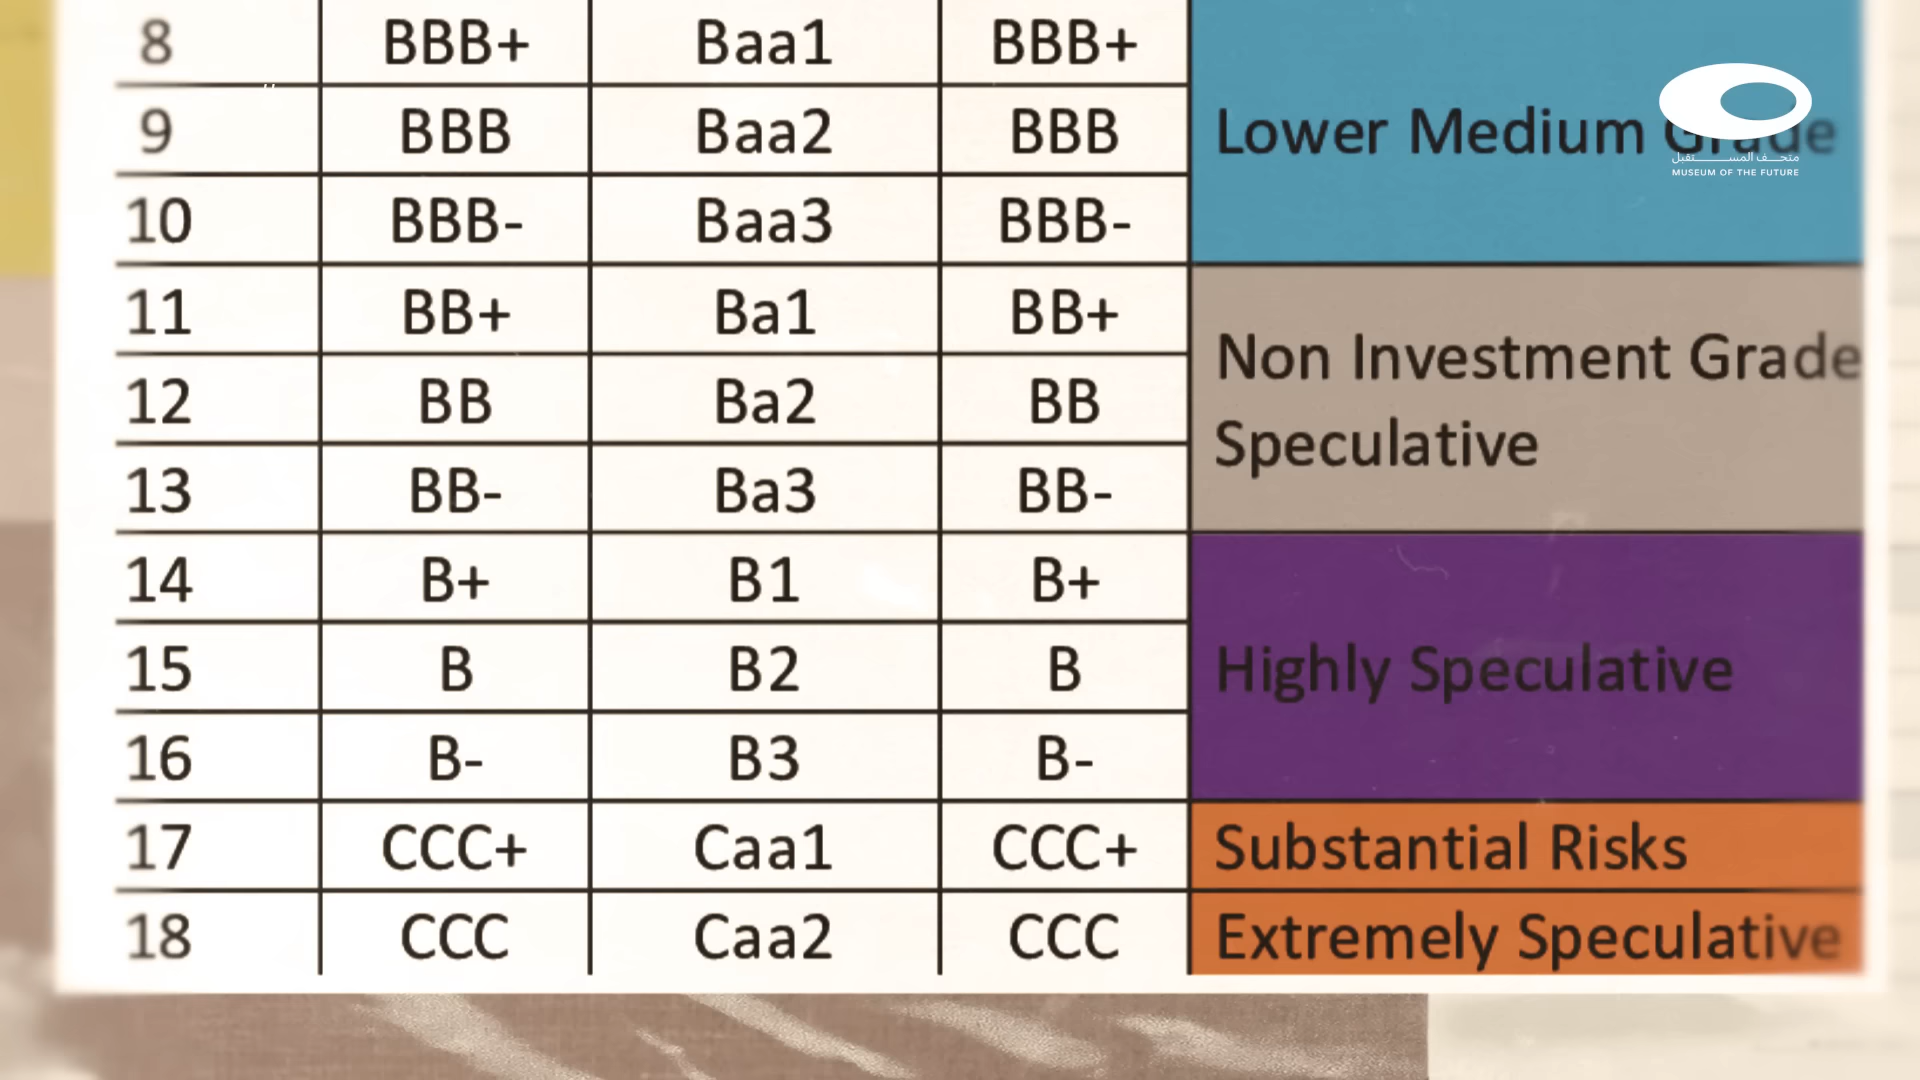 8 BBB+ Baa1 BBB+
9 BBB Baa2 BBB Lower Medium Grade
10 BBB- Baa3 BBB-
11 BB+ Ba1 BB+
Non Investment Grade
12 BB Ba2 BB
Speculative
13 BB- Ba3 BB-
14 B+ B1 B+
15 B B2 B Highly Speculative
16 B- B3 B-
17 CCC+ Caa1 CCC+ Substantial Risks
18 CCC Caa2 CCC Extremely Speculative
متحف المستقبل
MUSEUM OF THE FUTURE